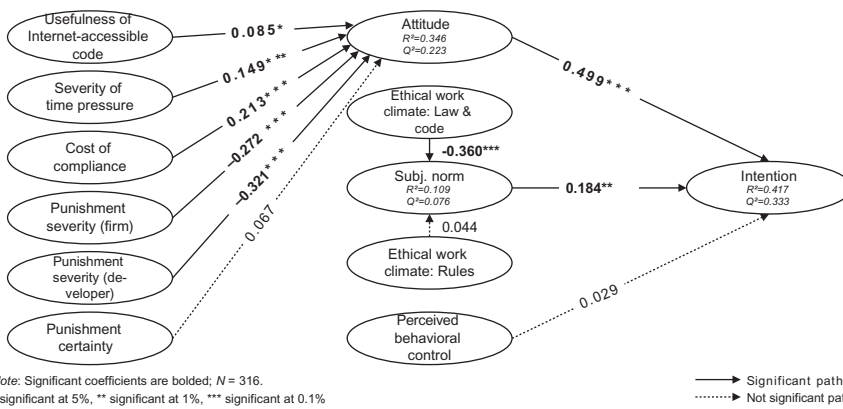 Usefulness of
Internet-accessible
code
Severity of
time pressure
Cost of
compliance
Punishment
severity (firm)
Punishment
severity (de-
veloper)
Punishment
certainty
0.085*
0.149**
0.213***
–0.272***
–0.321***
0.067
Attitude
R²=0.346
Q²=0.223
Ethical work
climate: Law &
code
-0.360***
Subj. norm
R²=0.109
Q²=0.076
0.044
Ethical work
climate: Rules
Perceived
behavioral
control
0.499***
0.184**
0.029
Intention
R²=0.417
Q²=0.333
ote: Significant coefficients are bolded; N = 316.
significant at 5%, ** significant at 1%, *** significant at 0.1%
Significant path
Not significant pat